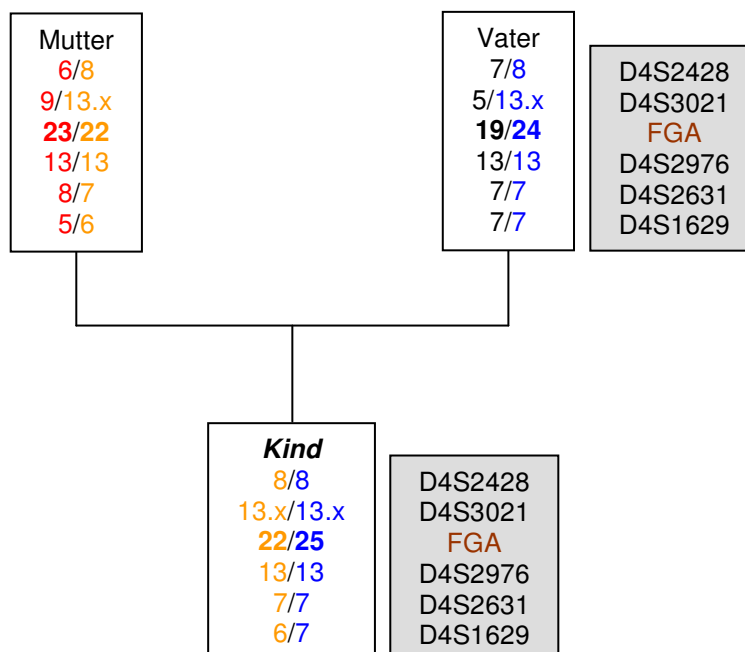 Mutter
6/8
9/13.x
23/22
13/13
8/7
5/6
Vater
7/8
5/13.x
19/24
13/13
7/7
7/7
D4S2428
D4S3021
FGA
D4S2976
D4S2631
D4S1629
Kind
8/8
13.x/13.x
22/25
13/13
7/7
6/7
D4S2428
D4S3021
FGA
D4S2976
D4S2631
D4S1629